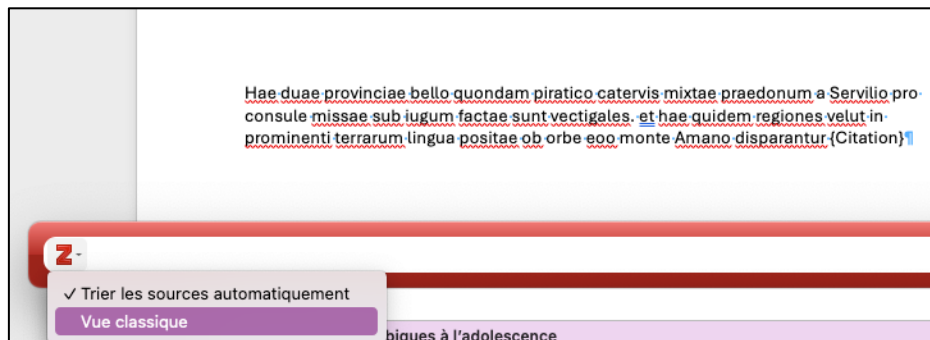 Hae duae provinciae bello quondam piratico catervis mixtae praedonum a Servilio pro
consule missae sub iugum factae sunt vectigales. et hae quidem regiones velut in
prominenti terrarum lingua positae ob orbe eoo monte Amano disparantur {Citation}¶
Z
✓ Trier les sources automatiquement
Vue classique
biques à l’adolescence